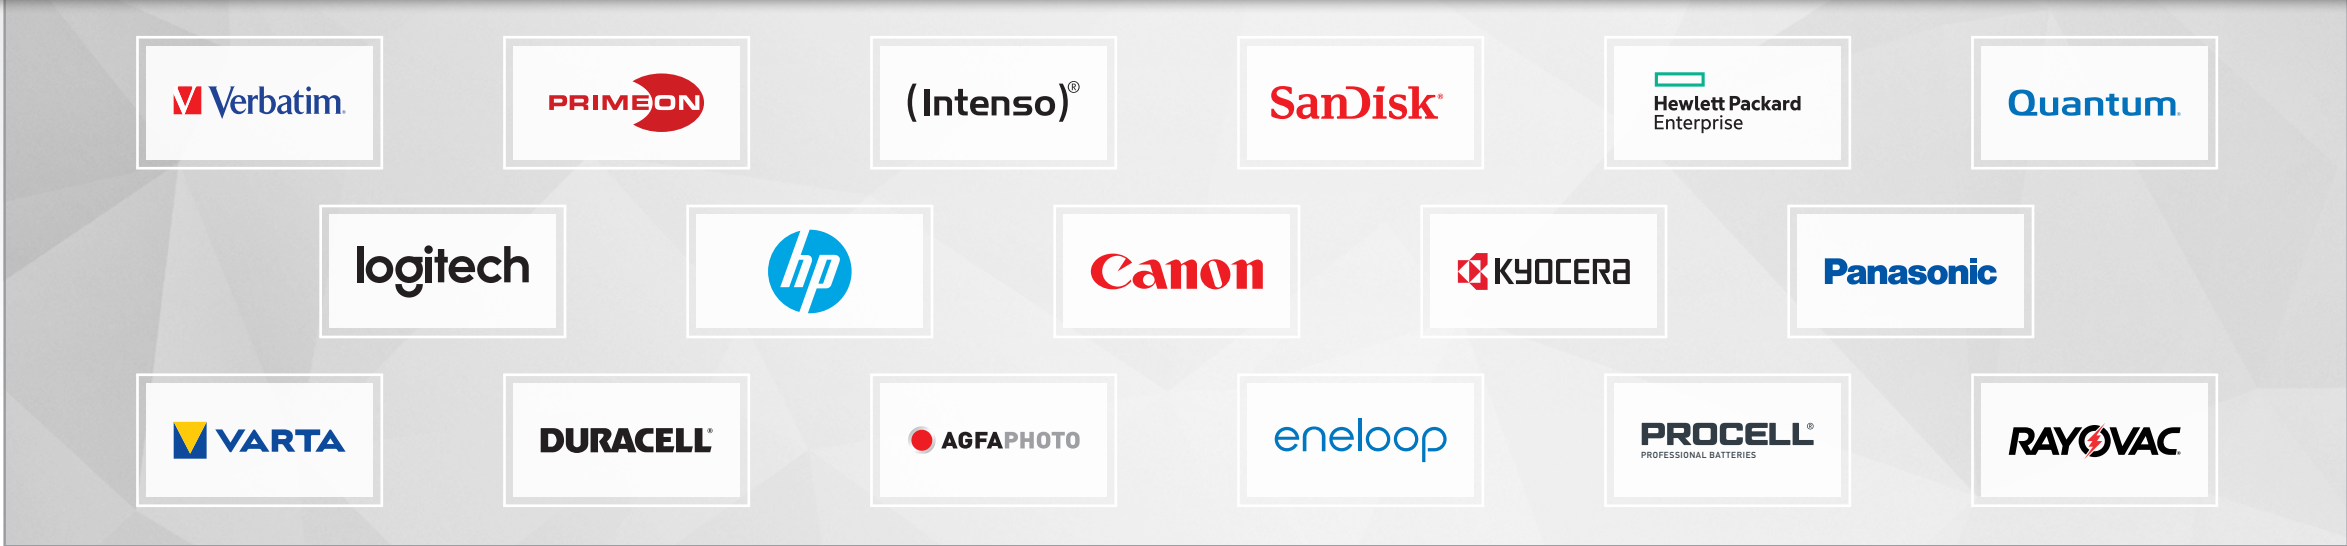 Verbatim
PRIMEON
(Intenso)®
SanDisk®
Hewlett Packard
Enterprise
Quantum.
logitech
hp
Canon
KYOCERA
Panasonic
VARTA
DURACELL®
AGFAPHOTO
eneloop
PROCELL®
PROFESSIONAL BATTERIES
RAYOVAC